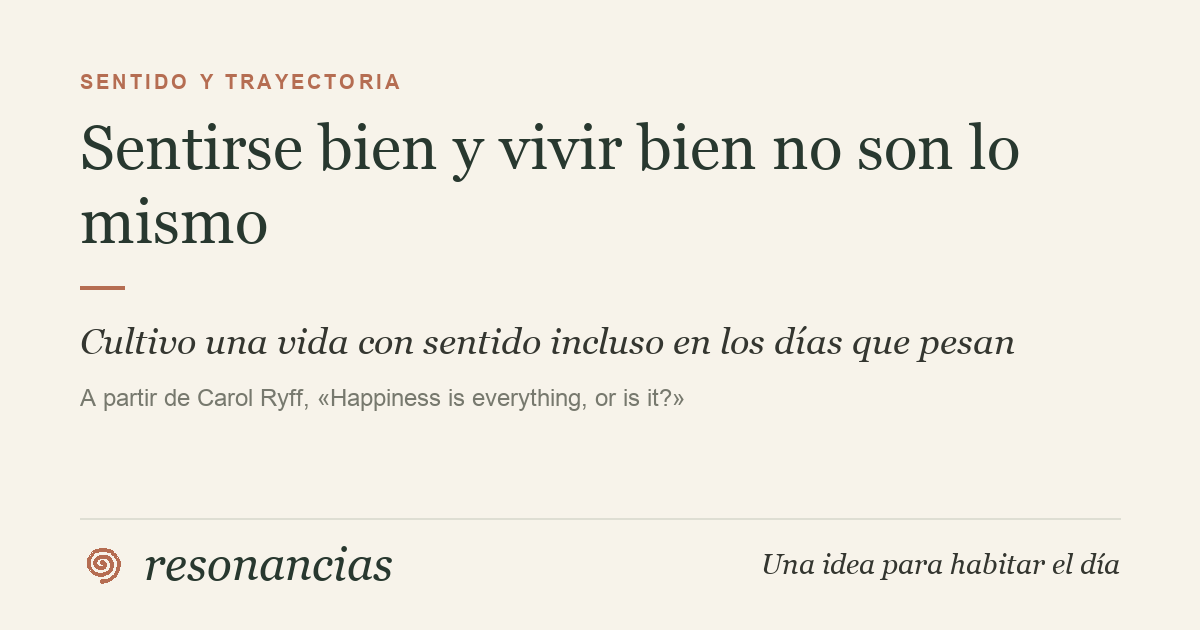 SENTIDO Y TRAYECTORIA
Sentirse bien y vivir bien no son lo
mismo
Cultivo una vida con sentido incluso en los días que pesan
A partir de Carol Ryff, «Happiness is everything, or is it?»
resonancias
Una idea para habitar el día